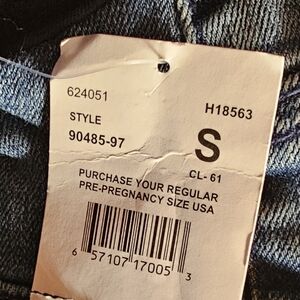 624051
H18563
STYLE
90485-97
S
CL- 61
PURCHASE YOUR REGULAR
PRE-PREGNANCY SIZE USA
6 57107 17005 3